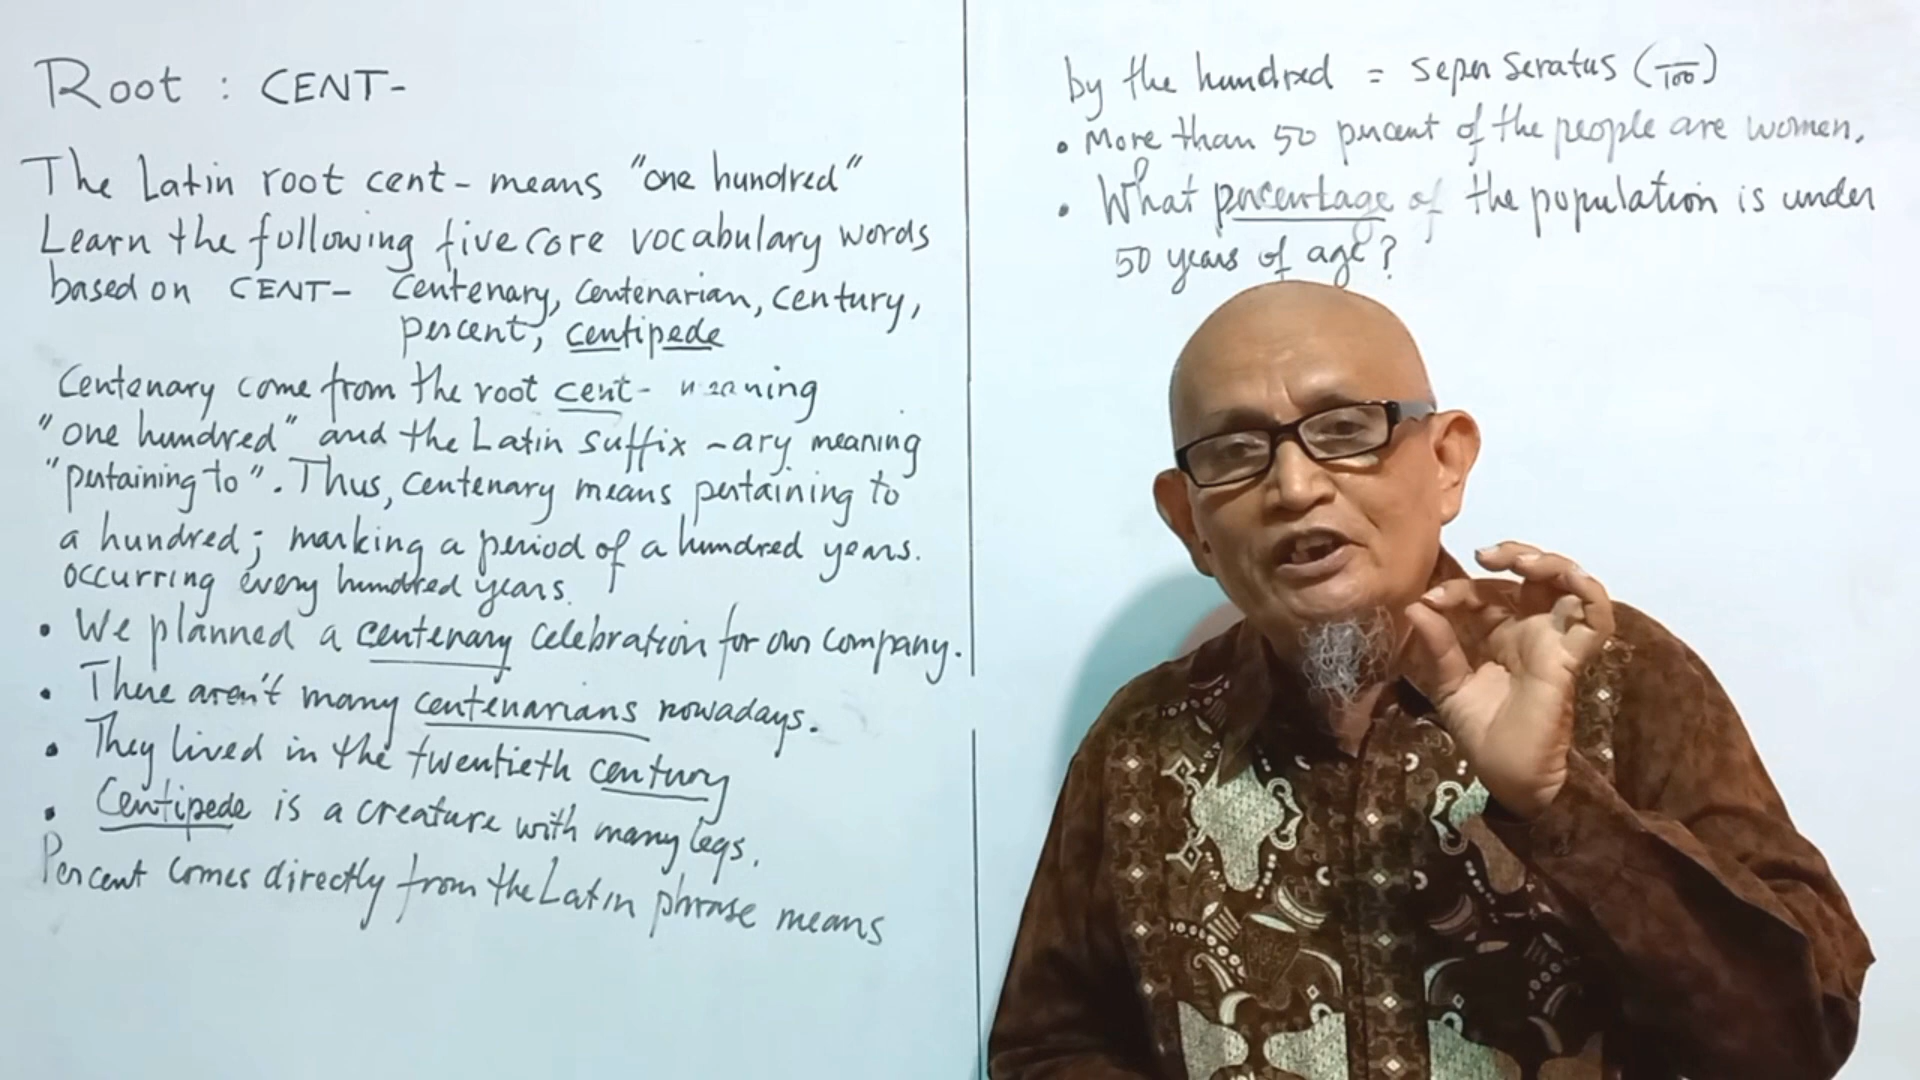 Root : CENT-
The Latin root cent- means "one hundred"
Learn the following five core vocabulary words
based on CENT- Centenary, Centenarian, Century,
percent, centipede
Centenary come from the root cent- meaning
"one hundred" and the Latin suffix -ary meaning
"pertaining to". Thus, centenary means pertaining to
a hundred; marking a period of a hundred years.
occurring every hundred years.
• We planned a centenary celebration for our company.
• There aren't many centenarians nowadays.
• They lived in the twentieth century
• Centipede is a creature with many legs.
Percent comes directly from the Latin phrase means
by the hundred = seper seratus (1/100)
• More than 50 percent of the people are women.
• What percentage of the population is under
50 years of age?